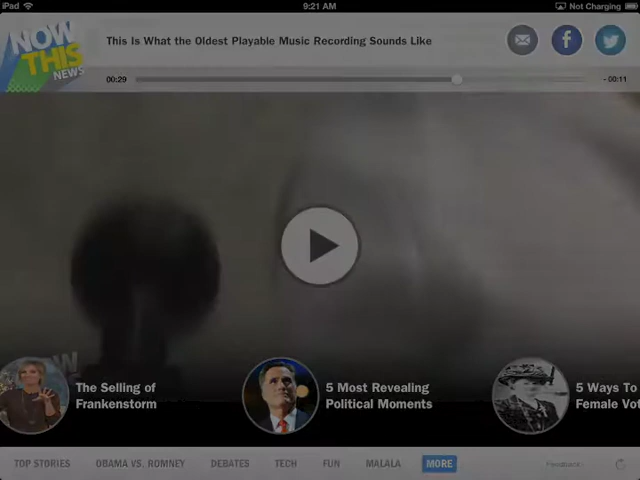 iPad
9:21 AM
Not Charging
NOW
THIS
NEWS
This Is What the Oldest Playable Music Recording Sounds Like
00:29
-00:11
The Selling of
Frankenstorm
5 Most Revealing
Political Moments
5 Ways To
Female Vot
TOP STORIES
OBAMA VS. ROMNEY
DEBATES
TECH
FUN
MALALA
MORE
Feedback